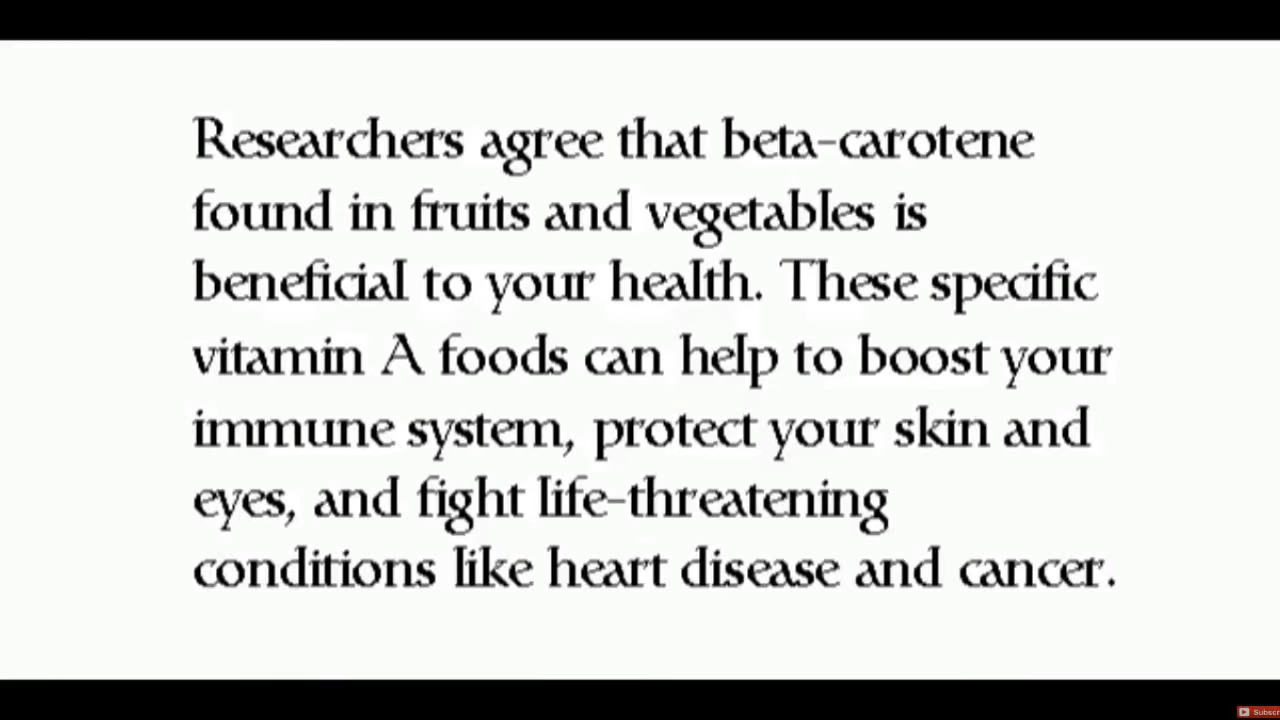 Researchers agree that beta-carotene
found in fruits and vegetables is
beneficial to your health. These specific
vitamin A foods can help to boost your
immune system, protect your skin and
eyes, and fight life-threatening
conditions like heart disease and cancer.